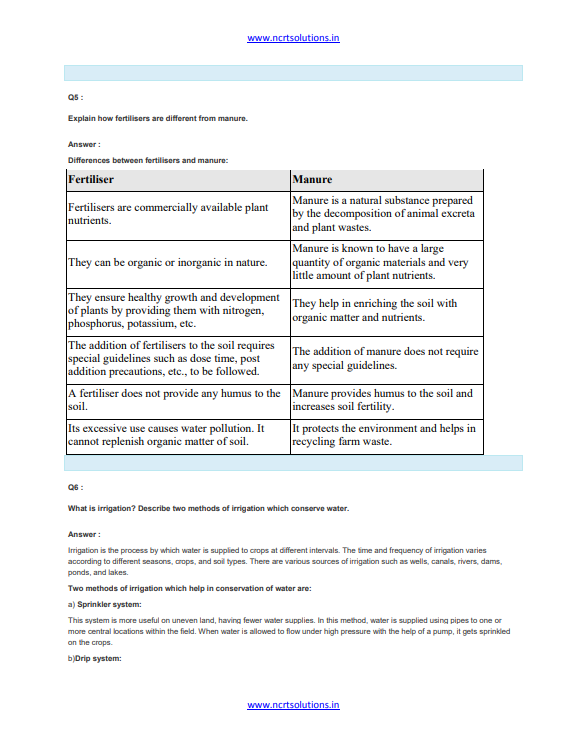 www.ncrtsolutions.in
Q5 :
Explain how fertilisers are different from manure.
Answer :
Differences between fertilisers and manure:
Fertiliser
Manure
Fertilisers are commercially available plant
nutrients.
Manure is a natural substance prepared
by the decomposition of animal excreta
and plant wastes.
They can be organic or inorganic in nature.
Manure is known to have a large
quantity of organic materials and very
little amount of plant nutrients.
They ensure healthy growth and development
of plants by providing them with nitrogen,
phosphorus, potassium, etc.
They help in enriching the soil with
organic matter and nutrients.
The addition of fertilisers to the soil requires
special guidelines such as dose time, post
addition precautions, etc., to be followed.
The addition of manure does not require
any special guidelines.
A fertiliser does not provide any humus to the
soil.
Manure provides humus to the soil and
increases soil fertility.
Its excessive use causes water pollution. It
cannot replenish organic matter of soil.
It protects the environment and helps in
recycling farm waste.
Q6 :
What is irrigation? Describe two methods of irrigation which conserve water.
Answer :
Irrigation is the process by which water is supplied to crops at different intervals. The time and frequency of irrigation varies
according to different seasons, crops, and soil types. There are various sources of irrigation such as wells, canals, rivers, dams,
ponds, and lakes.
Two methods of irrigation which help in conservation of water are:
a) Sprinkler system:
This system is more useful on uneven land, having fewer water supplies. In this method, water is supplied using pipes to one or
more central locations within the field. When water is allowed to flow under high pressure with the help of a pump, it gets sprinkled
on the crops.
b)Drip system:
www.ncrtsolutions.in